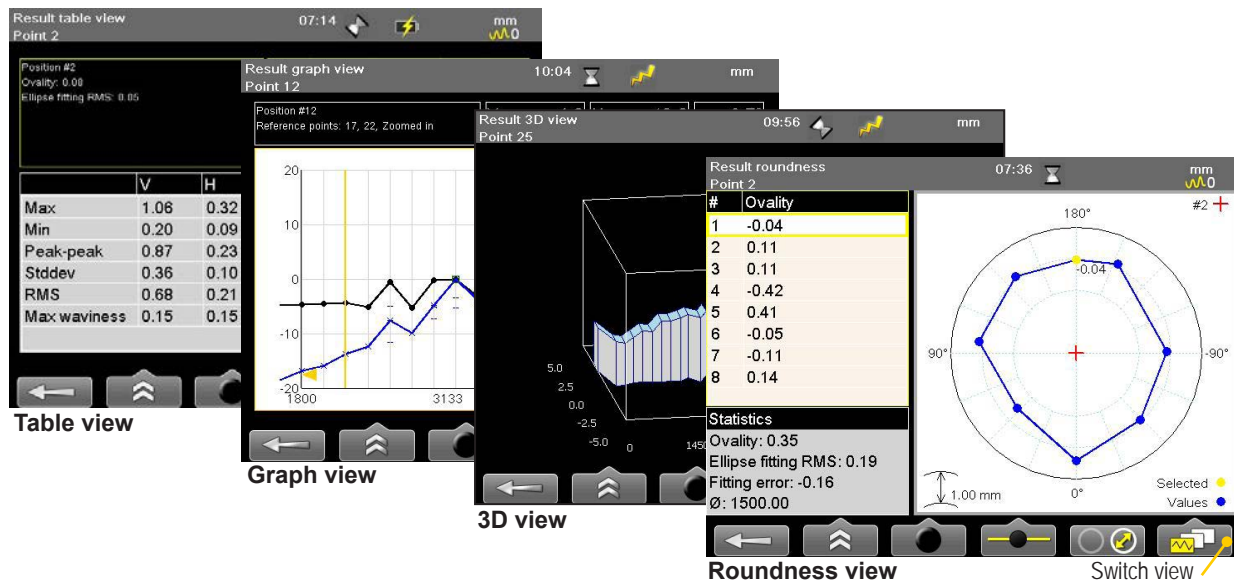 Result table view
Point 2
07:14
mm
0
Position #2
Ovality: 0.08
Ellipse fitting RMS: 0.05
V H
Max 1.06 0.32
Min 0.20 0.09
Peak-peak 0.87 0.23
Stddev 0.36 0.10
RMS 0.68 0.21
Max waviness 0.15 0.15
Table view
Result graph view
Point 12
10:04
mm
Position #12
Reference points: 17, 22, Zoomed in
20
10
0
-10
-20
1800 3133
Graph view
Result 3D view
Point 25
09:56
mm
5.0
2.5
0.0
-2.5
-5.0 0 1450
3D view
Result roundness
Point 2
07:36
mm
0
# Ovality
1 -0.04
2 0.11
3 0.11
4 -0.42
5 0.41
6 -0.05
7 -0.11
8 0.14
Statistics
Ovality: 0.35
Ellipse fitting RMS: 0.19
Fitting error: -0.16
Ø: 1500.00
#2
180°
-0.04
90° -90°
0°
1.00 mm
Selected
Values
Roundness view
Switch view